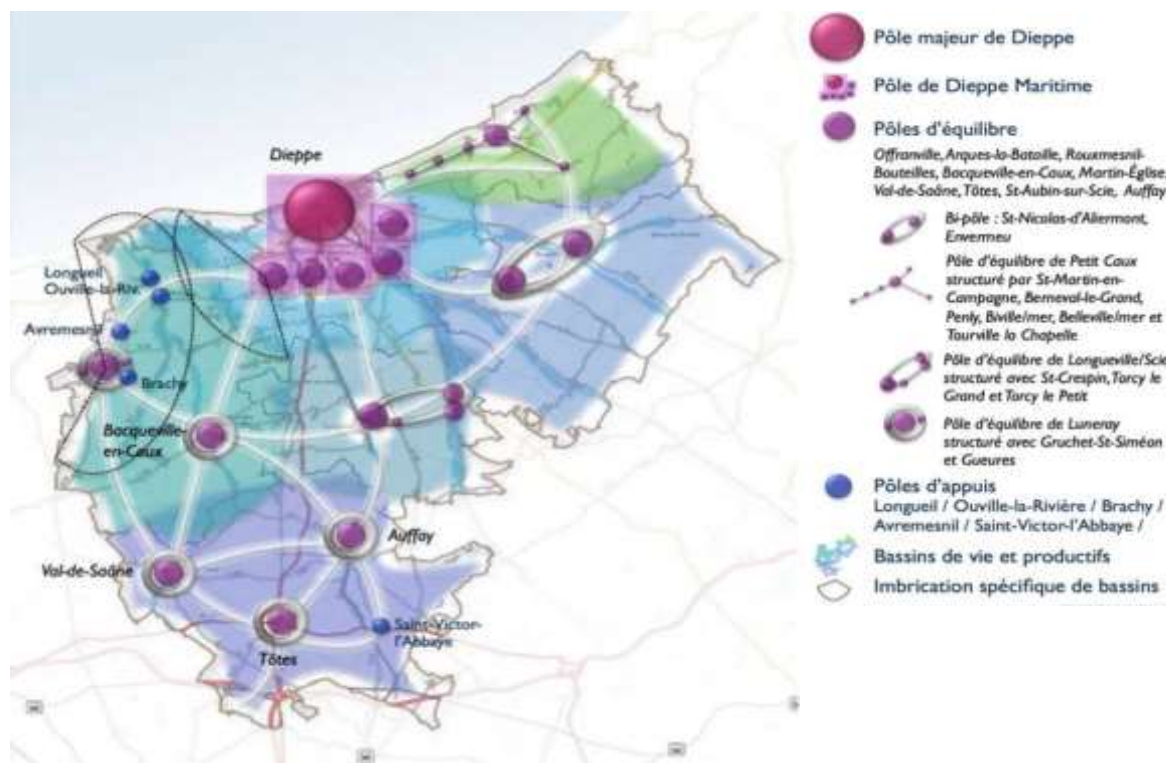 Dieppe
Longueil
Ouville-la-Riv.
Avremesnil
Brachy
Bacqueville-
en-Caux
Auffay
Val-de-Saône
Saint-Victor-
l'Abbaye
Tôtes
Pôle majeur de Dieppe
Pôle de Dieppe Maritime
Pôles d'équilibre
Offranville, Arques-la-Bataille, Rouxmesnil-
Bouteilles, Bacqueville-en-Caux, Martin-Église,
Val-de-Saône, Tôtes, St-Aubin-sur-Scie, Auffay
Bi-pôle : St-Nicolas-d'Aliermont,
Envermeu
Pôle d'équilibre de Petit Caux
structuré par St-Martin-en-
Campagne, Berneval-le-Grand,
Penly, Biville/mer, Belleville/mer et
Tourville la Chapelle
Pôle d'équilibre de Longueville/Scie
structuré avec St-Crespin, Torcy le
Grand et Torcy le Petit
Pôle d'équilibre de Luneray
structuré avec Gruchet-St-Siméon
et Gueures
Pôles d'appuis
Longueil / Ouville-la-Rivière / Brachy /
Avremesnil / Saint-Victor-l'Abbaye /
Bassins de vie et productifs
Imbrication spécifique de bassins